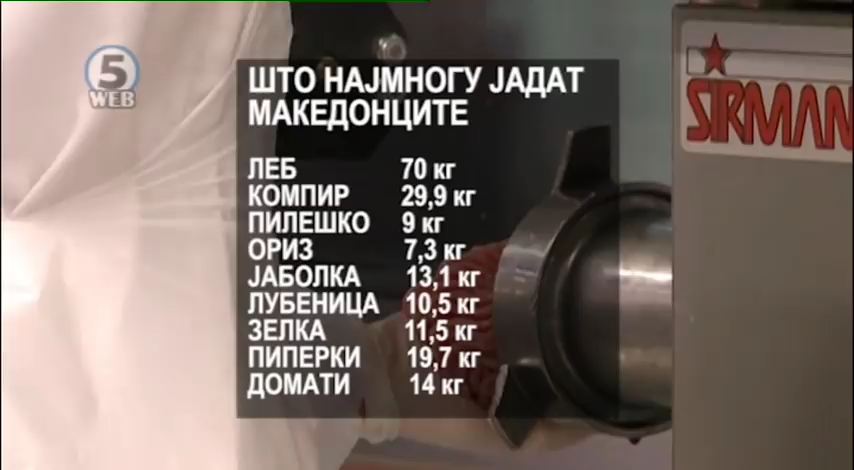 5
WEB
ШТО НАЈМНОГУ ЈАДАТ
МАКЕДОНЦИТЕ
ЛЕБ 70 кг
КОМПИР 29,9 кг
ПИЛЕШКО 9 кг
ОРИЗ 7,3 кг
ЈАБОЛКА 13,1 кг
ЛУБЕНИЦА 10,5 кг
ЗЕЛКА 11,5 кг
ПИПЕРКИ 19,7 кг
ДОМАТИ 14 кг
SIRMAN